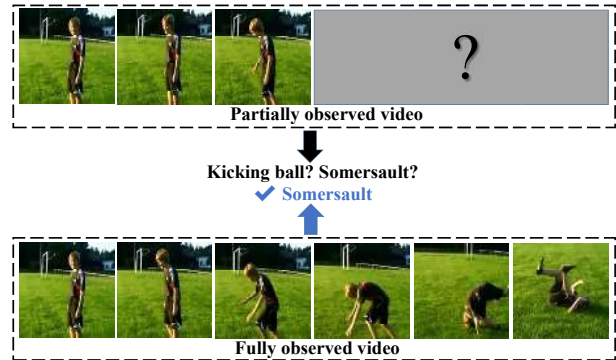 ?
Partially observed video
Kicking ball? Somersault?
✓ Somersault
Fully observed video